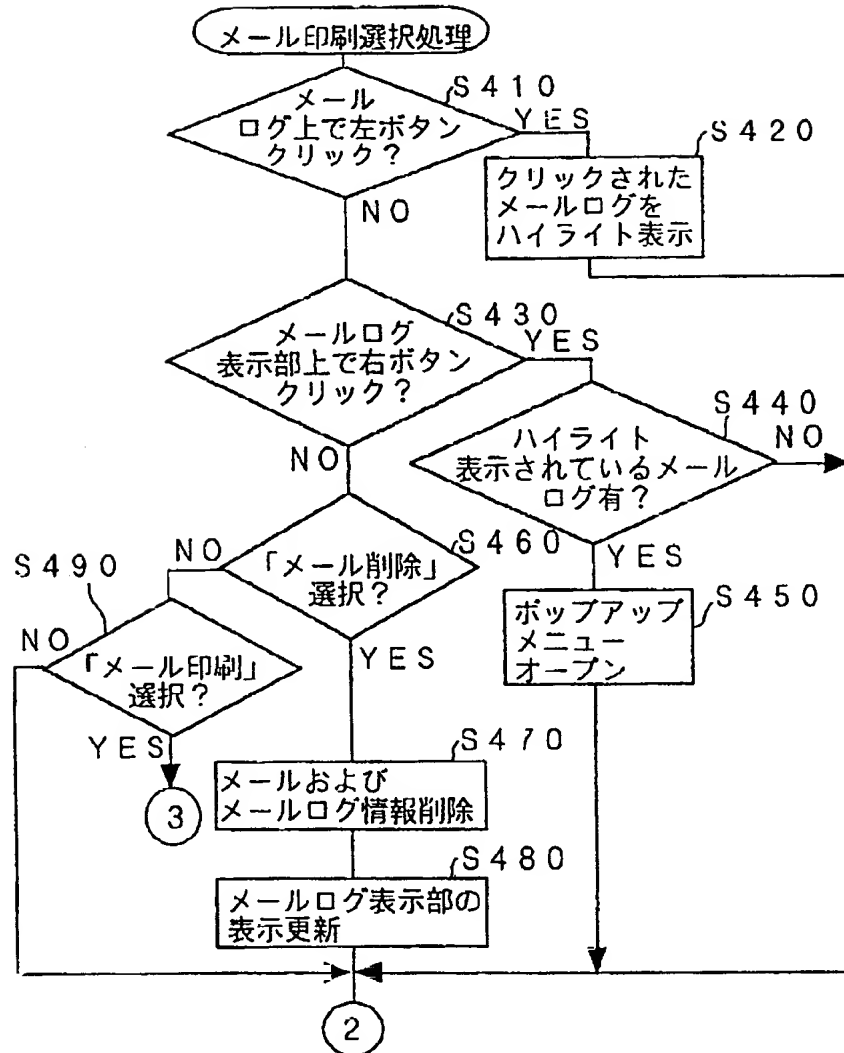 メール印刷選択処理
S410
メール
ログ上で左ボタン
クリック?
YES
S420
クリックされた
メールログを
ハイライト表示
NO
S430
メールログ
表示部上で右ボタン
クリック?
YES
S440
ハイライト
表示されているメール
ログ有?
NO
NO
S460
「メール削除」
選択?
NO
YES
S450
ポップアップ
メニュー
オープン
S490
NO
「メール印刷」
選択?
YES
YES
3
S470
メールおよび
メールログ情報削除
S480
メールログ表示部の
表示更新
2